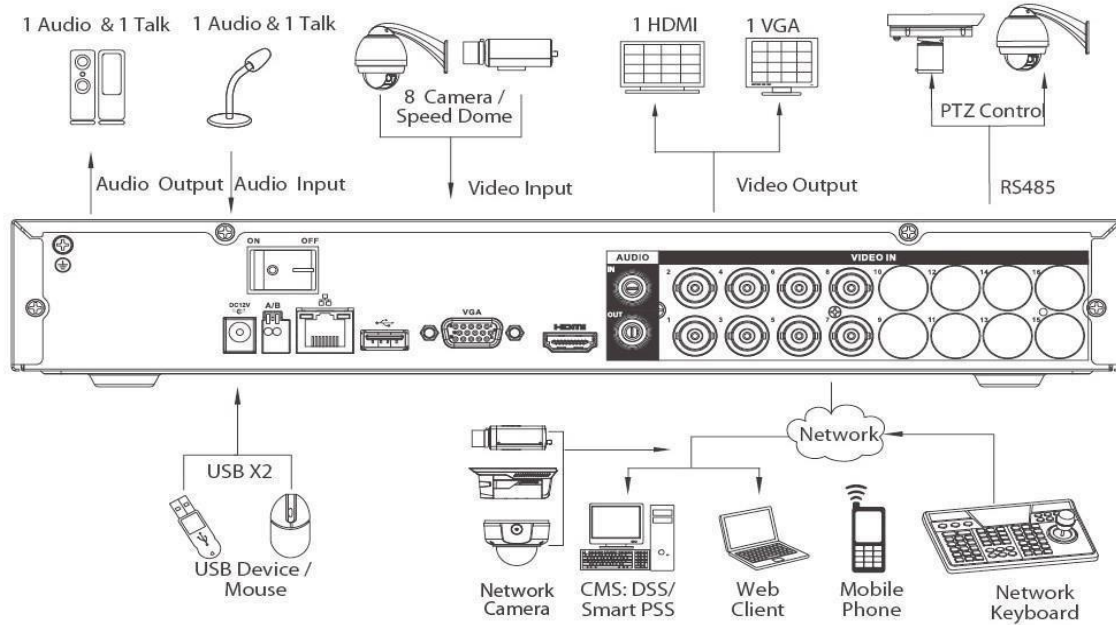 1 Audio & 1 Talk
1 Audio & 1 Talk
8 Camera /
Speed Dome
1 HDMI
1 VGA
PTZ Control
Audio Output
Audio Input
Video Input
Video Output
RS485
ON OFF
DC12V
A/B
VGA
HDMI
AUDIO
IN
OUT
VIDEO IN
2 4 6 8 10 12 14 16
1 3 5 7 9 11 13 15
USB X2
USB Device /
Mouse
Network
Network
Camera
CMS: DSS/
Smart PSS
Web
Client
Mobile
Phone
Network
Keyboard